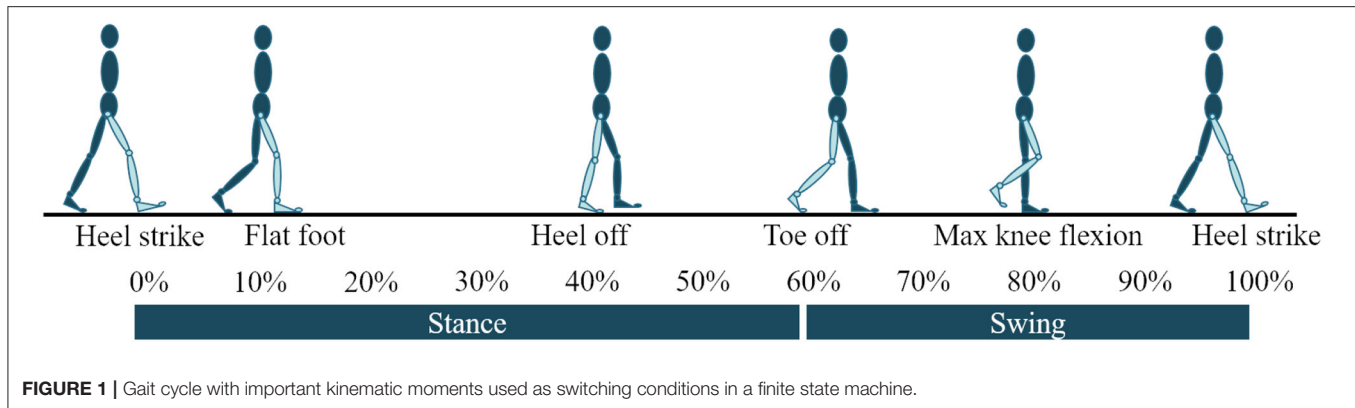 Heel strike Flat foot Heel off Toe off Max knee flexion Heel strike
0% 10% 20% 30% 40% 50% 60% 70% 80% 90% 100%
Stance Swing
FIGURE 1 | Gait cycle with important kinematic moments used as switching conditions in a finite state machine.